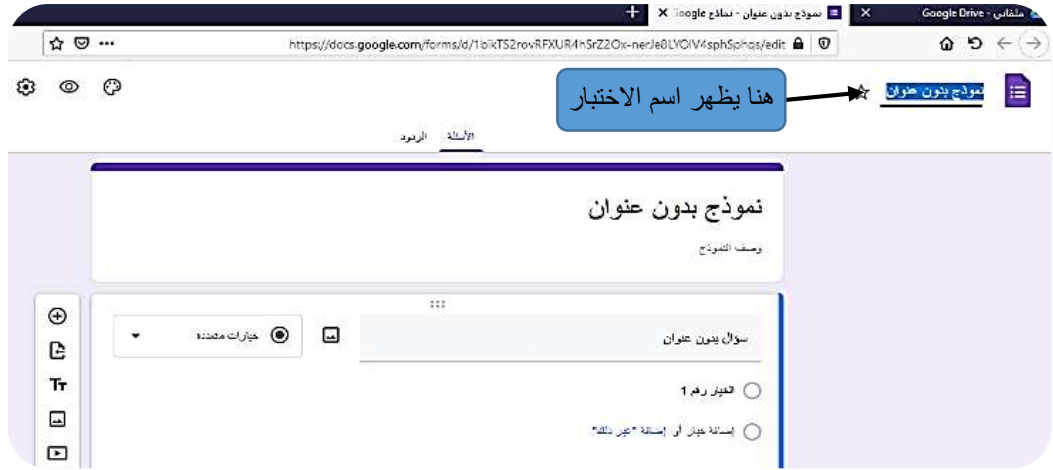 ملفاتي - Google Drive
نموذج بدون عنوان - نماذج Google
https://docs.google.com/forms/d/
/edit
نموذج بدون عنوان
هنا يظهر اسم الاختبار
الأسئلة الردود
نموذج بدون عنوان
وصف النموذج
سؤال بدون عنوان
خيارات متعددة
الخيار رقم 1
إضافة خيار أو إضافة "غير ذلك"
Tт